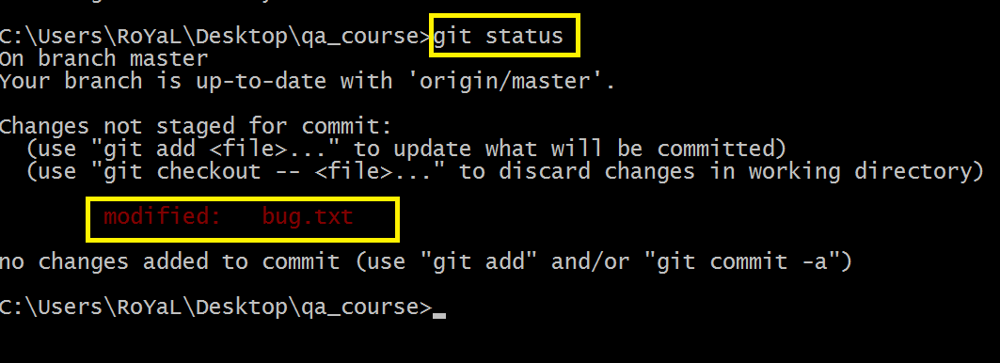 C:\Users\RoYaL\Desktop\qa_course>git status
On branch master
Your branch is up-to-date with 'origin/master'.
Changes not staged for commit:
(use "git add <file>..." to update what will be committed)
(use "git checkout -- <file>..." to discard changes in working directory)
modified: bug.txt
no changes added to commit (use "git add" and/or "git commit -a")
C:\Users\RoYaL\Desktop\qa_course>_